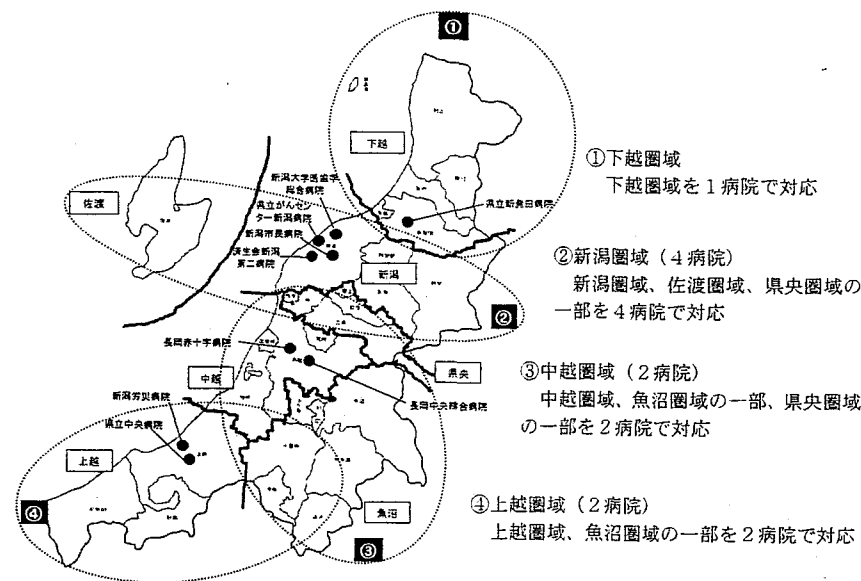 ①
下越
新潟大学医歯学
総合病院
県立がんセン
ター新潟病院
新潟市民病院
済生会新潟
第二病院
佐渡
県立新発田病院
新潟
②
長岡赤十字病院
中越
県央
長岡中央綜合病院
新潟労災病院
県立中央病院
上越
④
魚沼
③
①下越圏域
下越圏域を1病院で対応
②新潟圏域（4病院）
新潟圏域、佐渡圏域、県央圏域の
一部を4病院で対応
③中越圏域（2病院）
中越圏域、魚沼圏域の一部、県央圏域
の一部を2病院で対応
④上越圏域（2病院）
上越圏域、魚沼圏域の一部を2病院で対応